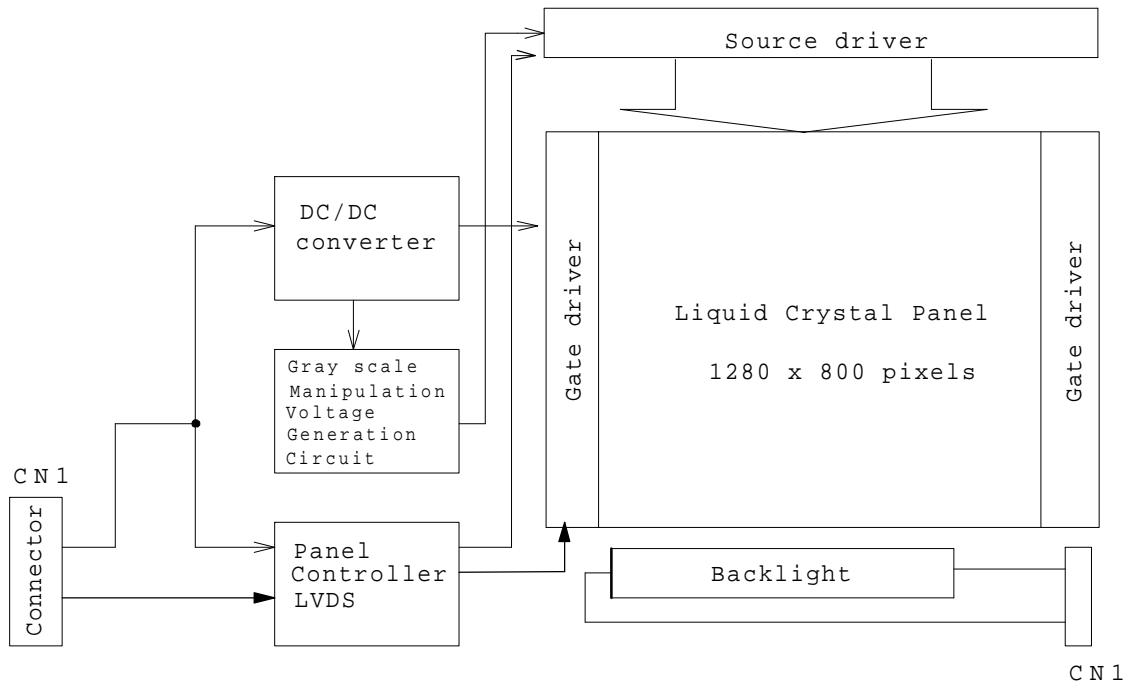 Source driver
DC/DC
converter
Gate driver
Liquid Crystal Panel
1280 x 800 pixels
Gate driver
Gray scale
Manipulation
Voltage
Generation
Circuit
CN1
Connector
Panel
Controller
LVDS
Backlight
CN1